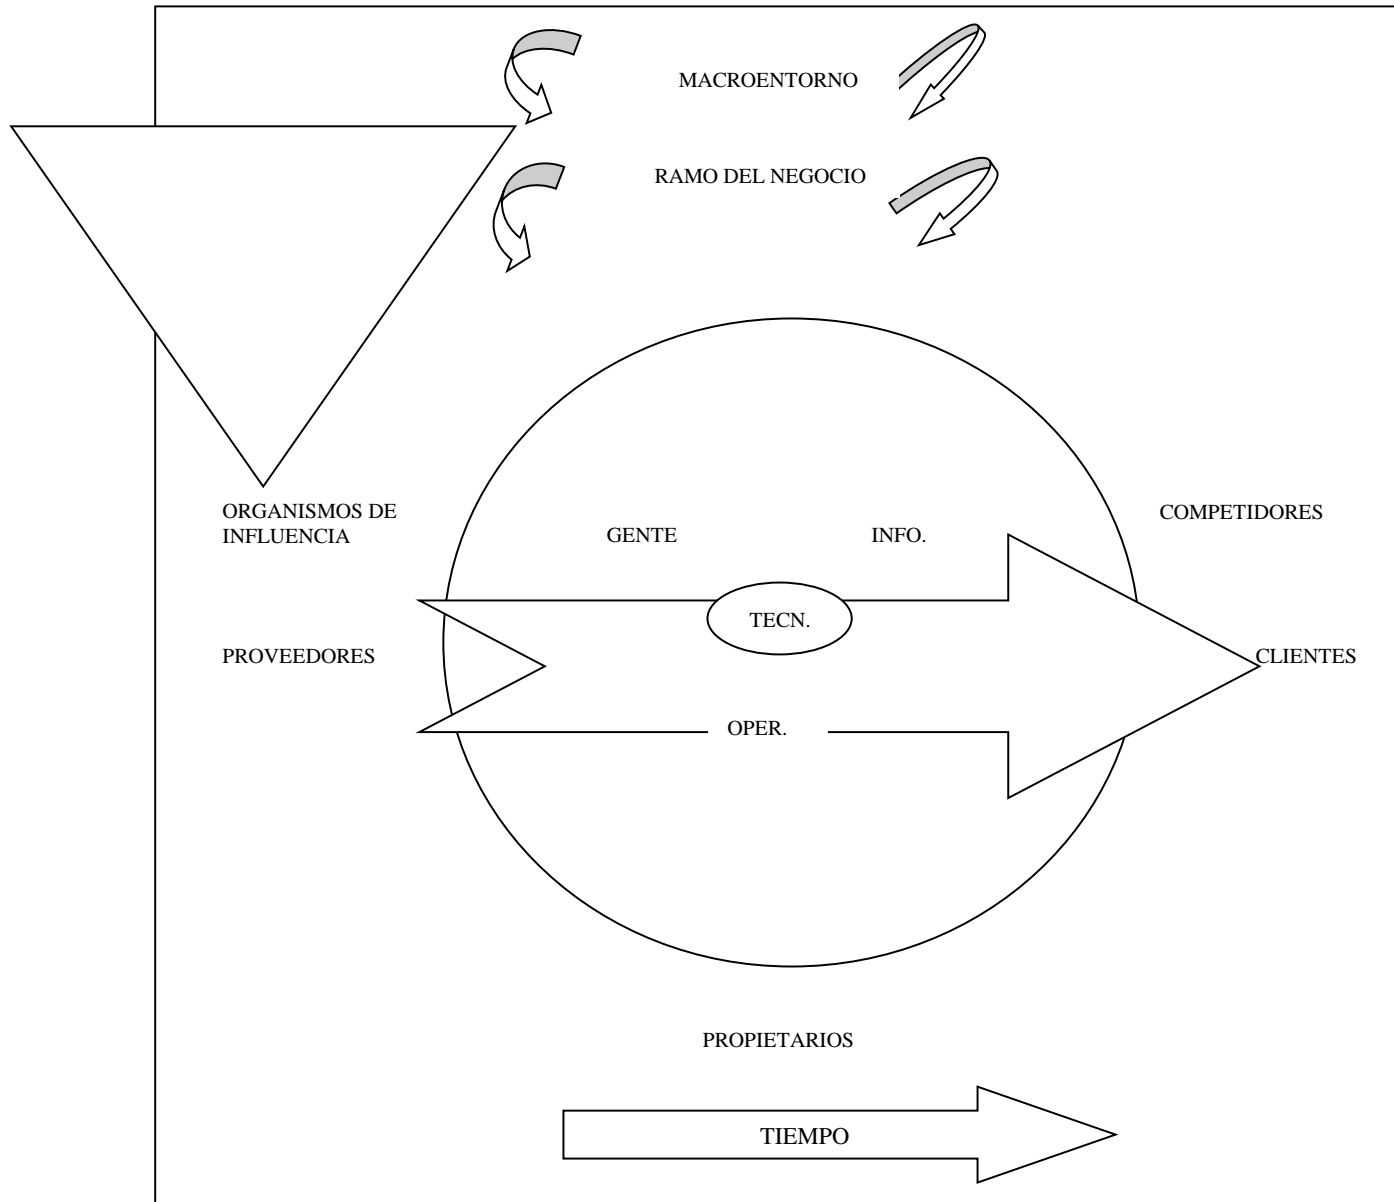 MACROENTORNO
RAMO DEL NEGOCIO
ORGANISMOS DE
INFLUENCIA
COMPETIDORES
GENTE
INFO.
TECN.
PROVEEDORES
CLIENTES
OPER.
PROPIETARIOS
TIEMPO